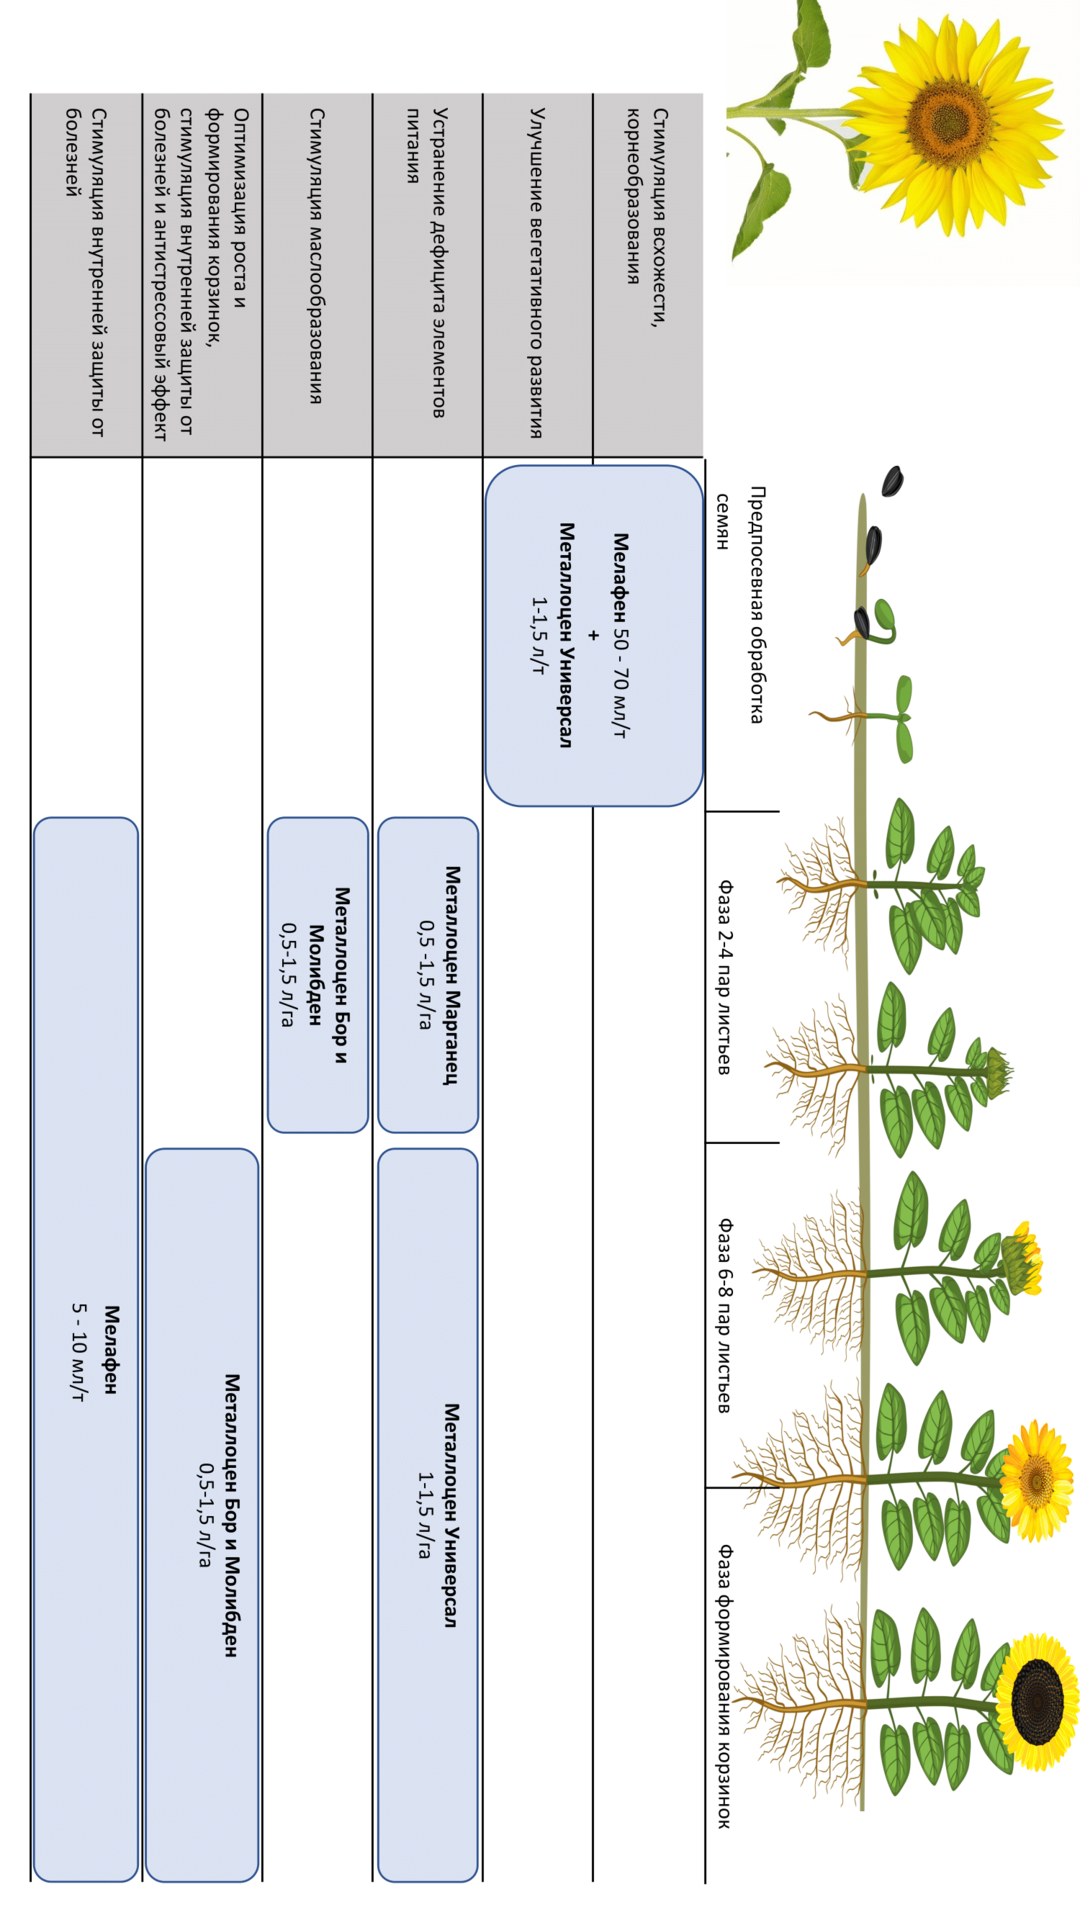 Предпосевная обработка
семян
Фаза 2-4 пар листьев
Фаза 6-8 пар листьев
Фаза формирования корзинок
Стимуляция всхожести,
корнеобразования
Мелафен 50 - 70 мл/т
+
Металлоцен Универсал
1-1,5 л/т
Улучшение вегетативного развития
Устранение дефицита элементов
питания
Металлоцен Марганец
0,5 -1,5 л/га
Металлоцен Универсал
1-1,5 л/га
Стимуляция маслообразования
Металлоцен Бор и
Молибден
0,5-1,5 л/га
Оптимизация роста и
формирования корзинок,
стимуляция внутренней защиты от
болезней и антистрессовый эффект
Металлоцен Бор и Молибден
0,5-1,5 л/га
Стимуляция внутренней защиты от
болезней
Мелафен
5 - 10 мл/т